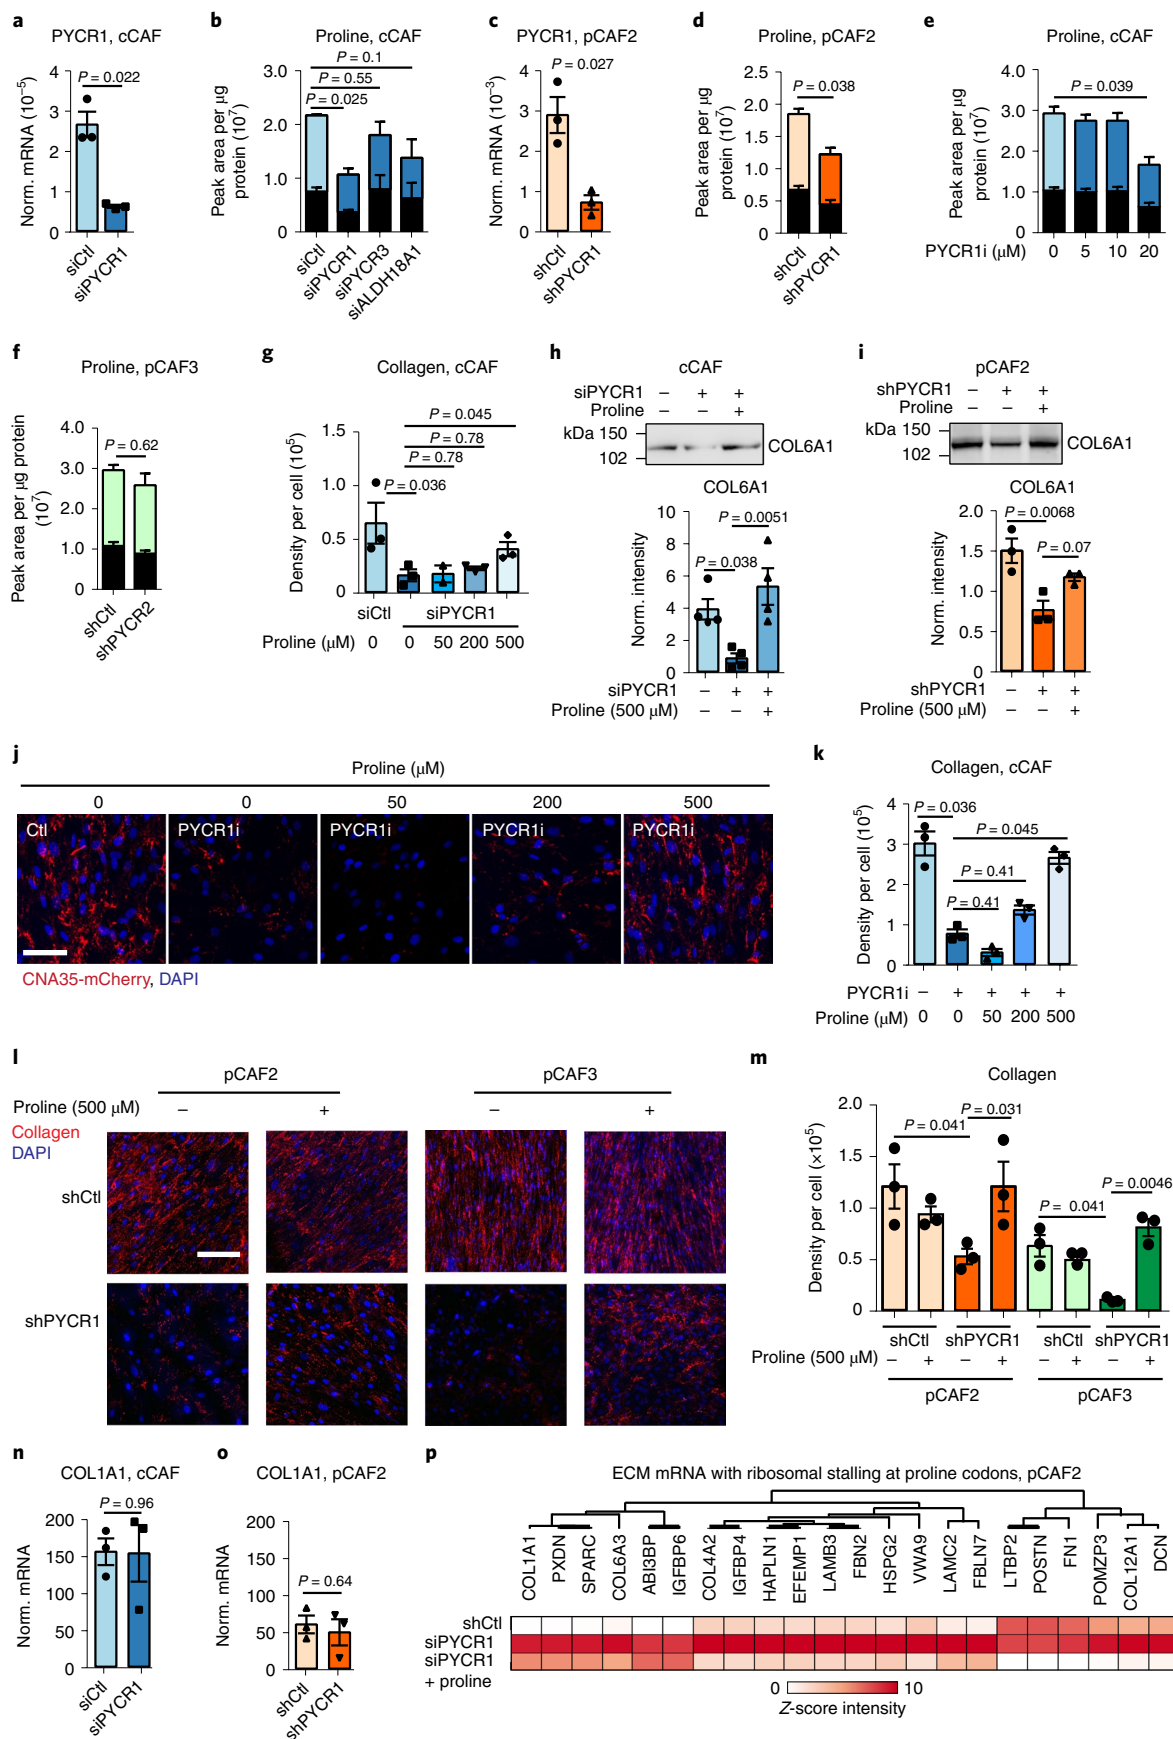 a
PYCR1, cCAF
Norm. mRNA (10⁻⁵)
4
3
2
1
0
P = 0.022
siCtl
siPYCR1
b
Proline, cCAF
Peak area per μg
protein (10⁷)
3.0
2.0
1.0
0
P = 0.1
P = 0.55
P = 0.025
siCtl
siPYCR1
siPYCR3
siALDH18A1
c
PYCR1, pCAF2
Norm. mRNA (10⁻³)
4
3
2
1
0
P = 0.027
shCtl
shPYCR1
d
Proline, pCAF2
Peak area per μg
protein (10⁷)
2.5
2.0
1.5
1.0
0.5
0
P = 0.038
shCtl
shPYCR1
e
Proline, cCAF
Peak area per μg
protein (10⁷)
4.0
3.0
2.0
1.0
0
P = 0.039
PYCR1i (μM) 0 5 10 20
f
Proline, pCAF3
Peak area per μg protein
(10⁷)
4.0
3.0
2.0
1.0
0
P = 0.62
shCtl
shPYCR2
g
Collagen, cCAF
Density per cell (10⁵)
1.5
1.0
0.5
0
P = 0.045
P = 0.78
P = 0.78
P = 0.036
siCtl siPYCR1
Proline (μM) 0 0 50 200 500
h
cCAF
siPYCR1 – + +
Proline – – +
kDa 150
102
COL6A1
COL6A1
Norm. intensity
10
8
6
4
2
0
P = 0.0051
P = 0.038
siPYCR1 – + +
Proline (500 μM) – – +
i
pCAF2
shPYCR1 – + +
Proline – – +
kDa 150
102
COL6A1
COL6A1
Norm. intensity
2.0
1.5
1.0
0.5
0
P = 0.0068
P = 0.07
shPYCR1 – + +
Proline (500 μM) – – +
j
Proline (μM)
0 0 50 200 500
Ctl PYCR1i PYCR1i PYCR1i PYCR1i
CNA35-mCherry, DAPI
k
Collagen, cCAF
Density per cell (10⁵)
4
3
2
1
0
P = 0.036
P = 0.045
P = 0.41
P = 0.41
PYCR1i – + + + +
Proline (μM) 0 0 50 200 500
l
pCAF2 pCAF3
Proline (500 μM) – + – +
Collagen
DAPI
shCtl
shPYCR1
m
Collagen
Density per cell (×10⁵)
2.0
1.5
1.0
0.5
0
P = 0.041
P = 0.031
P = 0.041
P = 0.0046
shCtl shPYCR1 shCtl shPYCR1
Proline (500 μM) – + – + – + – +
pCAF2 pCAF3
n
COL1A1, cCAF
Norm. mRNA
200
150
100
50
0
P = 0.96
siCtl
siPYCR1
o
COL1A1, pCAF2
Norm. mRNA
200
150
100
50
0
P = 0.64
shCtl
shPYCR1
p
ECM mRNA with ribosomal stalling at proline codons, pCAF2
COL1A1
PXDN
SPARC
COL6A3
ABI3BP
IGFBP6
COL4A2
IGFBP4
HAPLN1
EFEMP1
LAMB3
FBN2
HSPG2
VWA9
LAMC2
FBLN7
LTBP2
POSTN
FN1
POMZP3
COL12A1
DCN
shCtl
siPYCR1
siPYCR1
+ proline
0 10
Z-score intensity